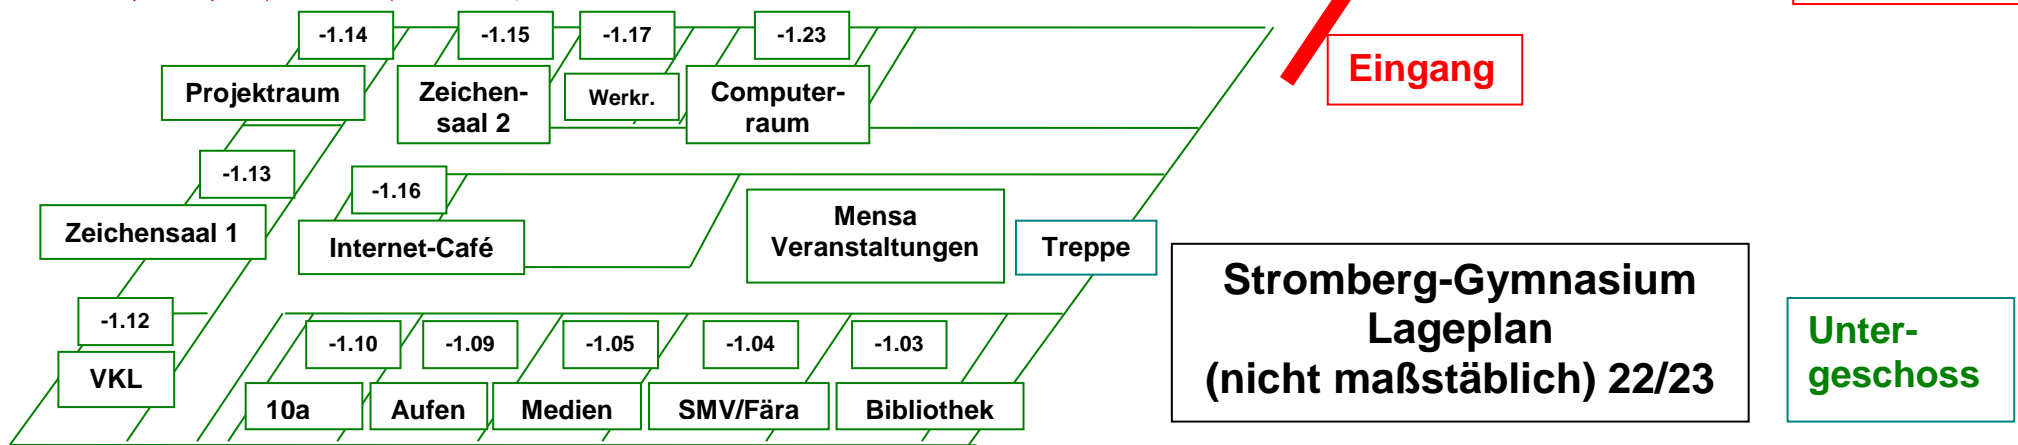 -1.14
-1.15
-1.17
-1.23
Eingang
Projektraum
Zeichen-
saal 2
Werkr.
Computer-
raum
-1.13
-1.16
Zeichensaal 1
Internet-Café
Mensa
Veranstaltungen
Treppe
Stromberg-Gymnasium
Lageplan
(nicht maßstäblich) 22/23
Unter-
geschoss
-1.12
-1.10
-1.09
-1.05
-1.04
-1.03
VKL
10a
Aufen
Medien
SMV/Fära
Bibliothek